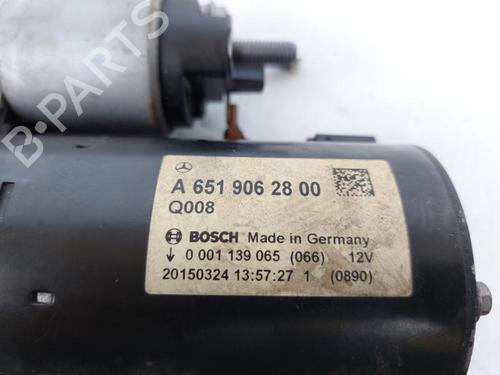 B-PARTS
A 651 906 28 00
Q008
BOSCH Made in Germany
0 001 139 065 (066) 12V
20150324 13:57:27 1 (0890)